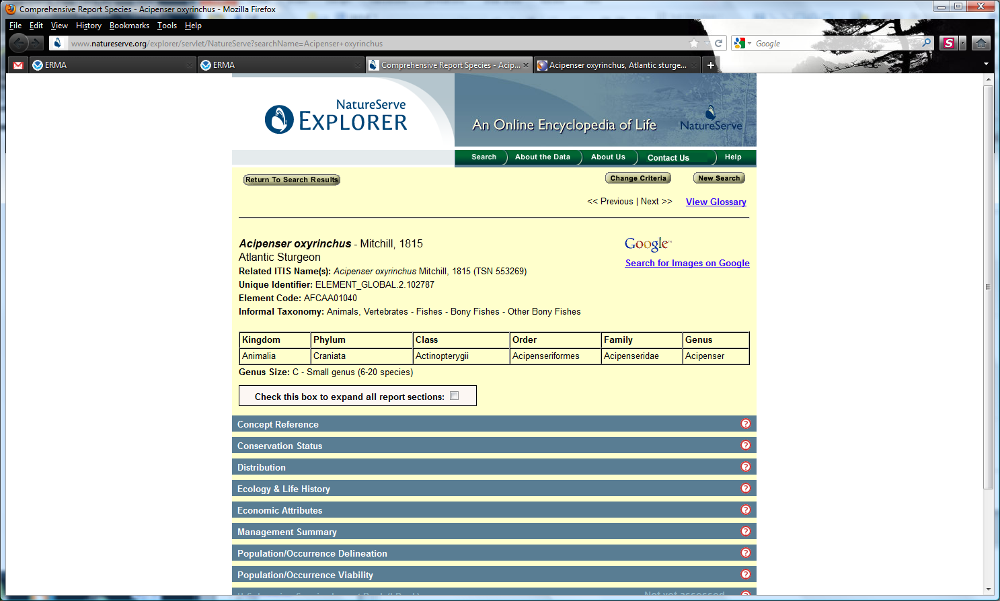 Comprehensive Report Species - Acipenser oxyrinchus - Mozilla Firefox
File Edit View History Bookmarks Tools Help
www.natureserve.org/explorer/servlet/NatureServe?searchName=Acipenser+oxyrinchus
Google
S
ERMA
ERMA
Comprehensive Report Species - Acip...
Acipenser oxyrinchus, Atlantic sturge...
NatureServe
EXPLORER
An Online Encyclopedia of Life
NatureServe
Search About the Data About Us Contact Us Help
Return To Search Results Change Criteria New Search
<< Previous | Next >> View Glossary
Acipenser oxyrinchus - Mitchill, 1815
Google™
Atlantic Sturgeon
Search for Images on Google
Related ITIS Name(s): Acipenser oxyrinchus Mitchill, 1815 (TSN 553269)
Unique Identifier: ELEMENT_GLOBAL.2.102787
Element Code: AFCAA01040
Informal Taxonomy: Animals, Vertebrates - Fishes - Bony Fishes - Other Bony Fishes
Kingdom Phylum Class Order Family Genus
Animalia Craniata Actinopterygii Acipenseriformes Acipenseridae Acipenser
Genus Size: C - Small genus (6-20 species)
Check this box to expand all report sections:
Concept Reference ?
Conservation Status ?
Distribution ?
Ecology & Life History ?
Economic Attributes ?
Management Summary ?
Population/Occurrence Delineation ?
Population/Occurrence Viability ?
Not yet assessed ?